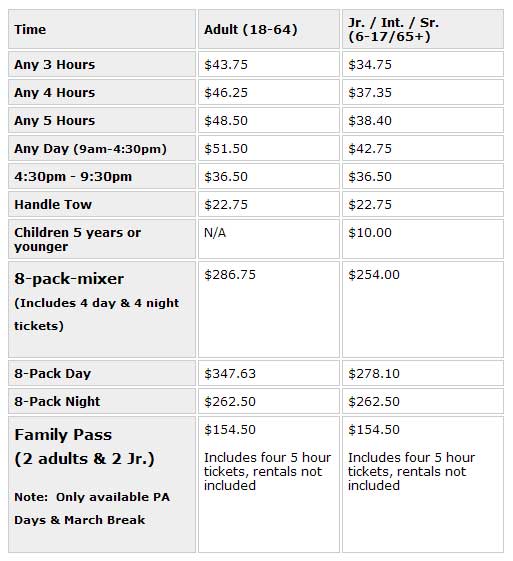 Time Adult (18-64) Jr. / Int. / Sr.
(6-17/65+)
Any 3 Hours $43.75 $34.75
Any 4 Hours $46.25 $37.35
Any 5 Hours $48.50 $38.40
Any Day (9am-4:30pm) $51.50 $42.75
4:30pm - 9:30pm $36.50 $36.50
Handle Tow $22.75 $22.75
Children 5 years or N/A $10.00
younger
8-pack-mixer $286.75 $254.00
(Includes 4 day & 4 night
tickets)
8-Pack Day $347.63 $278.10
8-Pack Night $262.50 $262.50
Family Pass $154.50 $154.50
(2 adults & 2 Jr.) Includes four 5 hour Includes four 5 hour
tickets, rentals not tickets, rentals not
included included
Note:  Only available PA
Days & March Break